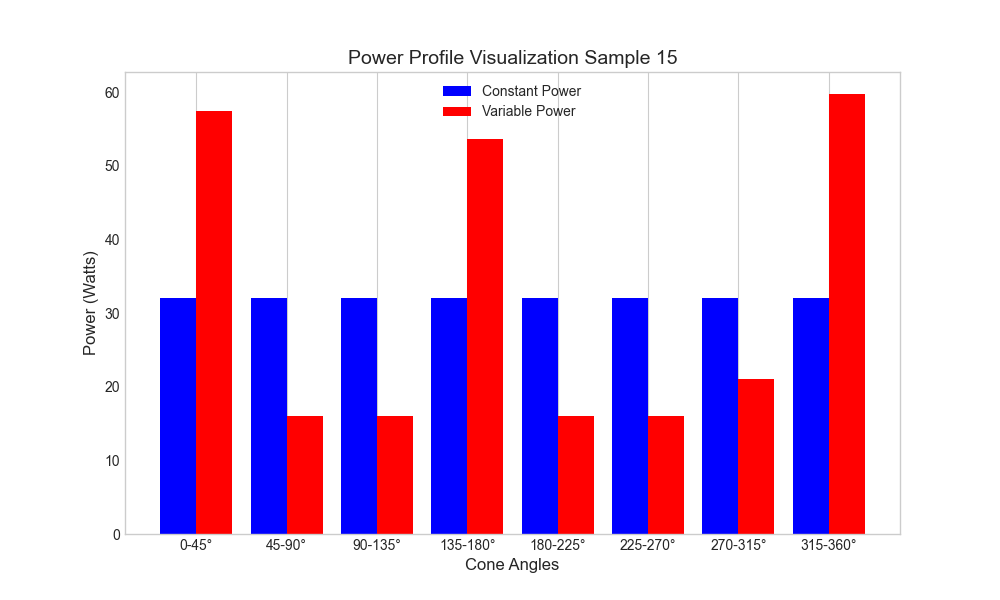 Power Profile Visualization Sample 15
Constant Power
Variable Power
Power (Watts)
60
50
40
30
20
10
0
0-45° 45-90° 90-135° 135-180° 180-225° 225-270° 270-315° 315-360°
Cone Angles